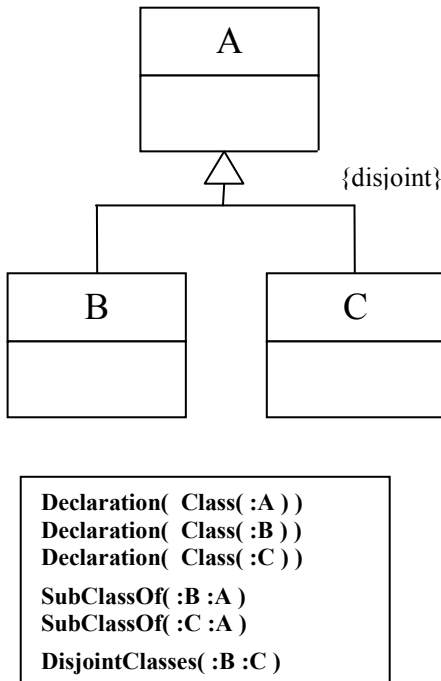 A
{disjoint}
B
C
Declaration( Class( :A ) )
Declaration( Class( :B ) )
Declaration( Class( :C ) )
SubClassOf( :B :A )
SubClassOf( :C :A )
DisjointClasses( :B :C )